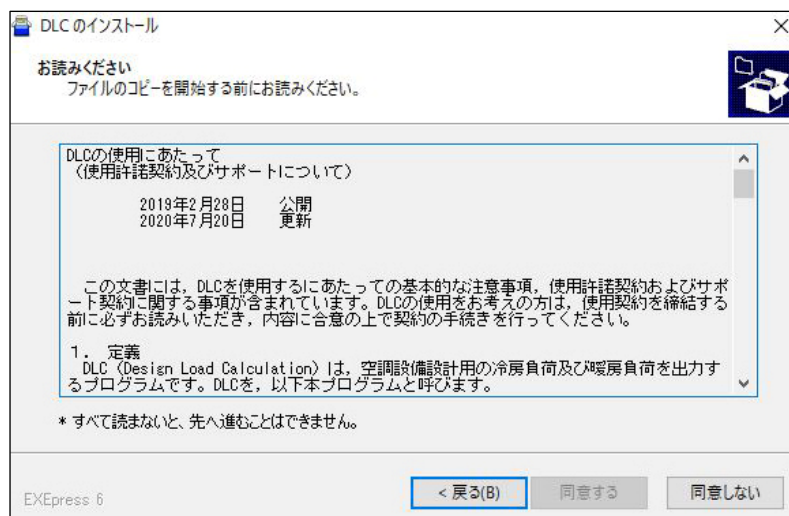 DLCのインストール
お読みください
ファイルのコピーを開始する前にお読みください。
DLCの使用にあたって
（使用許諾契約及びサポートについて）
2019年2月28日　公開
2020年7月20日　更新
この文書には，DLCを使用するにあたっての基本的な注意事項，使用許諾契約およびサポ
ート契約に関する事項が含まれています。DLCの使用をお考えの方は，使用契約を締結する
前に必ずお読みいただき，内容に合意の上で契約の手続きを行ってください。
１．　定義
DLC（Design Load Calculation）は，空調設備設計用の冷房負荷及び暖房負荷を出力す
るプログラムです。DLCを，以下本プログラムと呼びます。
* すべて読まないと、先へ進むことはできません。
EXEpress 6
< 戻る(B)
同意する
同意しない